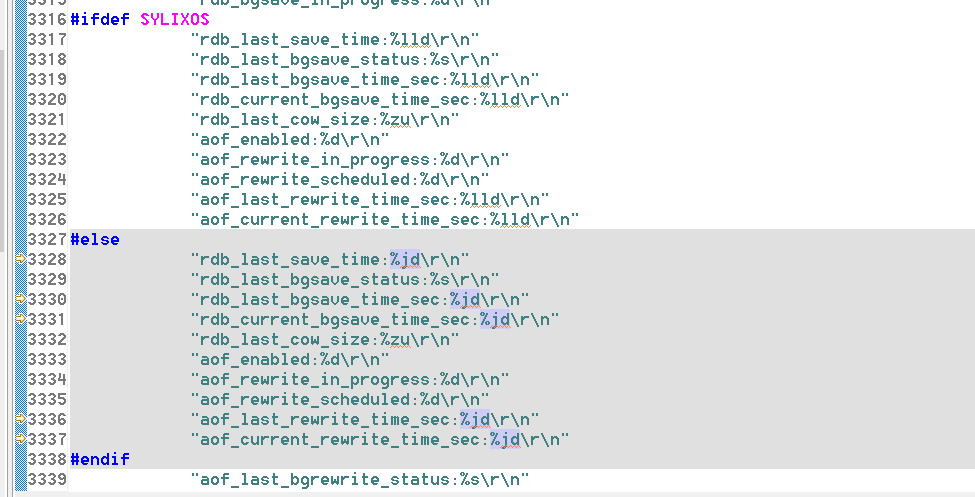 3315 "rdb_bgsave_in_progress:%d\r\n"
3316 #ifdef SYLIXOS
3317 "rdb_last_save_time:%lld\r\n"
3318 "rdb_last_bgsave_status:%s\r\n"
3319 "rdb_last_bgsave_time_sec:%lld\r\n"
3320 "rdb_current_bgsave_time_sec:%lld\r\n"
3321 "rdb_last_cow_size:%zu\r\n"
3322 "aof_enabled:%d\r\n"
3323 "aof_rewrite_in_progress:%d\r\n"
3324 "aof_rewrite_scheduled:%d\r\n"
3325 "aof_last_rewrite_time_sec:%lld\r\n"
3326 "aof_current_rewrite_time_sec:%lld\r\n"
3327 #else
3328 "rdb_last_save_time:%jd\r\n"
3329 "rdb_last_bgsave_status:%s\r\n"
3330 "rdb_last_bgsave_time_sec:%jd\r\n"
3331 "rdb_current_bgsave_time_sec:%jd\r\n"
3332 "rdb_last_cow_size:%zu\r\n"
3333 "aof_enabled:%d\r\n"
3334 "aof_rewrite_in_progress:%d\r\n"
3335 "aof_rewrite_scheduled:%d\r\n"
3336 "aof_last_rewrite_time_sec:%jd\r\n"
3337 "aof_current_rewrite_time_sec:%jd\r\n"
3338 #endif
3339 "aof_last_bgrewrite_status:%s\r\n"